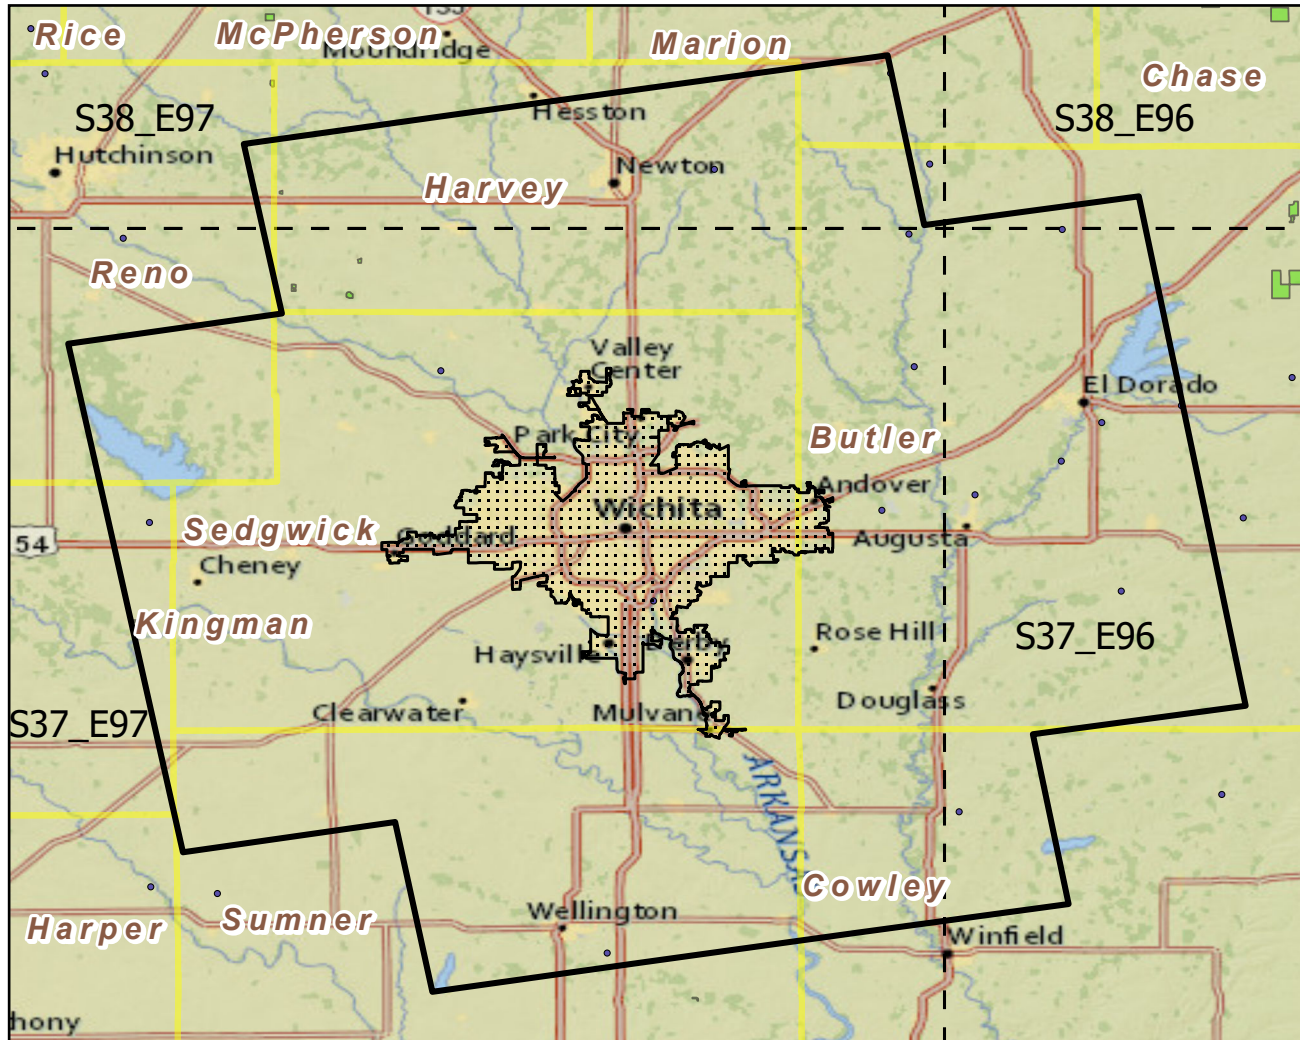 135
Rice
McPherson
Moundridge
Marion
Chase
S38_E97
Hesston
S38_E96
Hutchinson
Newton
Harvey
Reno
Valley
Center
El Dorado
Park City
Butler
Andover
Wichita
Sedgwick
Goddard
54
Augusta
Cheney
Kingman
Rose Hill
S37_E96
Haysville
Derby
Douglass
S37_E97
Clearwater
Mulvane
ARKANSAS
Cowley
Wellington
Harper
Sumner
Winfield
hony